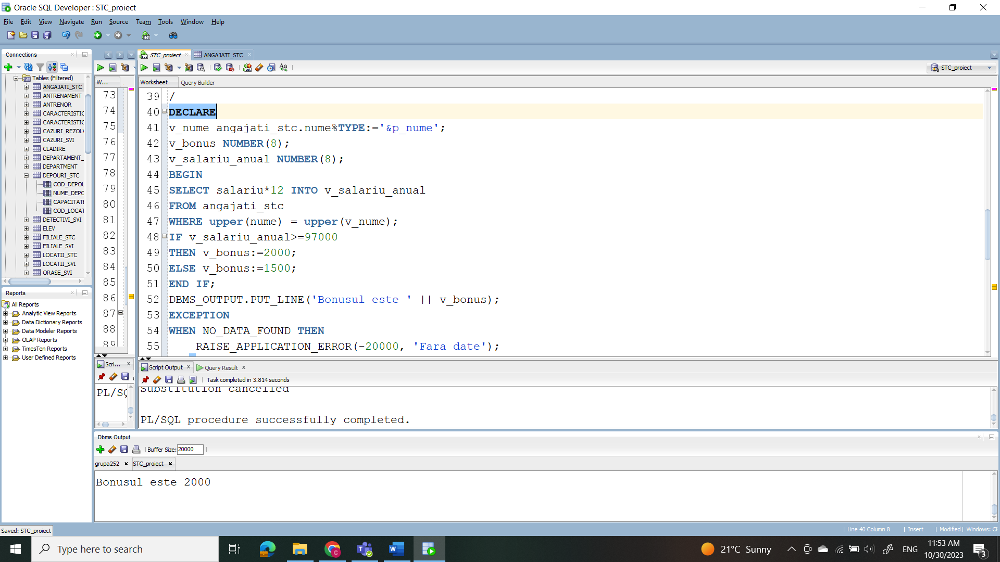 Oracle SQL Developer : STC_project
File Edit View Navigate Run Source Team Tools Window Help
Connections
Tables (Filtered)
ANGAJATI_STC
ANTRENAMENT
ANTRENOR
CARACTERISTIC
CARACTERISTIC
CAZURI_REZOLV
CAZURI_SVI
CLADIRE
DEPARTAMENT_
DEPARTMENT
DEPOURI_STC
COD_DEPOU
NUME_DEPO
CAPACITATE
COD_LOCAT
DETECTIVI_SVI
ELEV
FILIALE_STC
FILIALE_SVI
LOCATII_STC
LOCATII_SVI
ORASE_SVI
Reports
All Reports
Analytic View Reports
Data Dictionary Reports
Data Modeler Reports
OLAP Reports
TimesTen Reports
User Defined Reports
W...
73
74
75
76
77
78
79
80
81
82
83
84
85
86
87
88
89
Scri...
PL/SQ
STC_proiect ANGAJATI_STC
STC_proiect
Worksheet Query Builder
39 /
40 DECLARE
41 v_nume angajati_stc.nume%TYPE:='&p_nume';
42 v_bonus NUMBER(8);
43 v_salariu_anual NUMBER(8);
44 BEGIN
45 SELECT salariu*12 INTO v_salariu_anual
46 FROM angajati_stc
47 WHERE upper(nume) = upper(v_nume);
48 IF v_salariu_anual>=97000
49 THEN v_bonus:=2000;
50 ELSE v_bonus:=1500;
51 END IF;
52 DBMS_OUTPUT.PUT_LINE('Bonusul este ' || v_bonus);
53 EXCEPTION
54 WHEN NO_DATA_FOUND THEN
55 RAISE_APPLICATION_ERROR(-20000, 'Fara date');
Script Output Query Result
Task completed in 3.814 seconds
Substitution cancelled
PL/SQL procedure successfully completed.
Dbms Output
Buffer Size: 20000
grupa252 STC_proiect
Bonusul este 2000
Saved: STC_proiect
Line 40 Column 8 Insert Modified Windows: CF
Type here to search
21°C Sunny
ENG
11:53 AM
10/30/2023
3